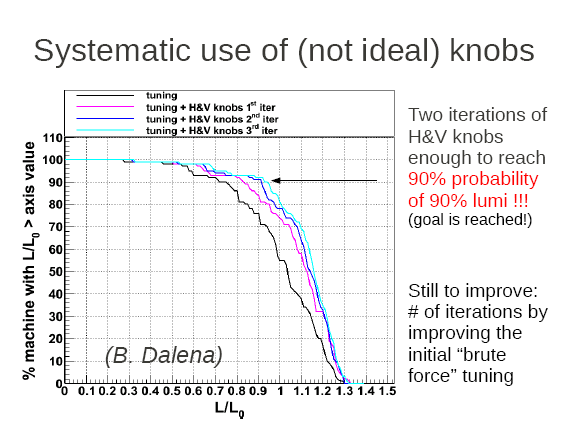 Systematic use of (not ideal) knobs
tuning
tuning + H&V knobs 1st iter
tuning + H&V knobs 2nd iter
tuning + H&V knobs 3rd iter
% machine with L/L0 > axis value
110
100
90
80
70
60
50
40
30
20
10
0
0 0.1 0.2 0.3 0.4 0.5 0.6 0.7 0.8 0.9 1 1.1 1.2 1.3 1.4 1.5
L/L0
(B. Dalena)
Two iterations of
H&V knobs
enough to reach
90% probability
of 90% lumi !!!
(goal is reached!)
Still to improve:
# of iterations by
improving the
initial “brute
force” tuning